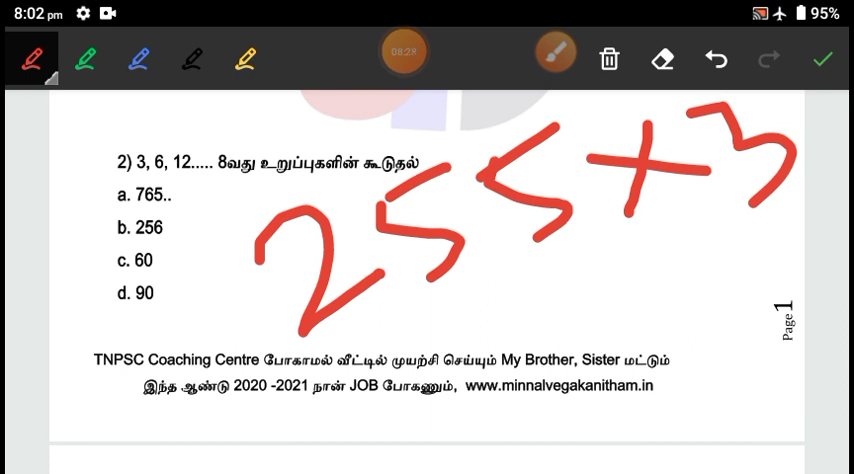 8:02 pm 95%
08:28
2) 3, 6, 12..... 8வது உறுப்புகளின் கூடுதல்
a. 765..
b. 256
c. 60
d. 90
255+3
Page 1
TNPSC Coaching Centre போகாமல் வீட்டில் முயற்சி செய்யும் My Brother, Sister மட்டும்
இந்த ஆண்டு 2020 -2021 நான் JOB போகணும், www.minnalvegakanitham.in